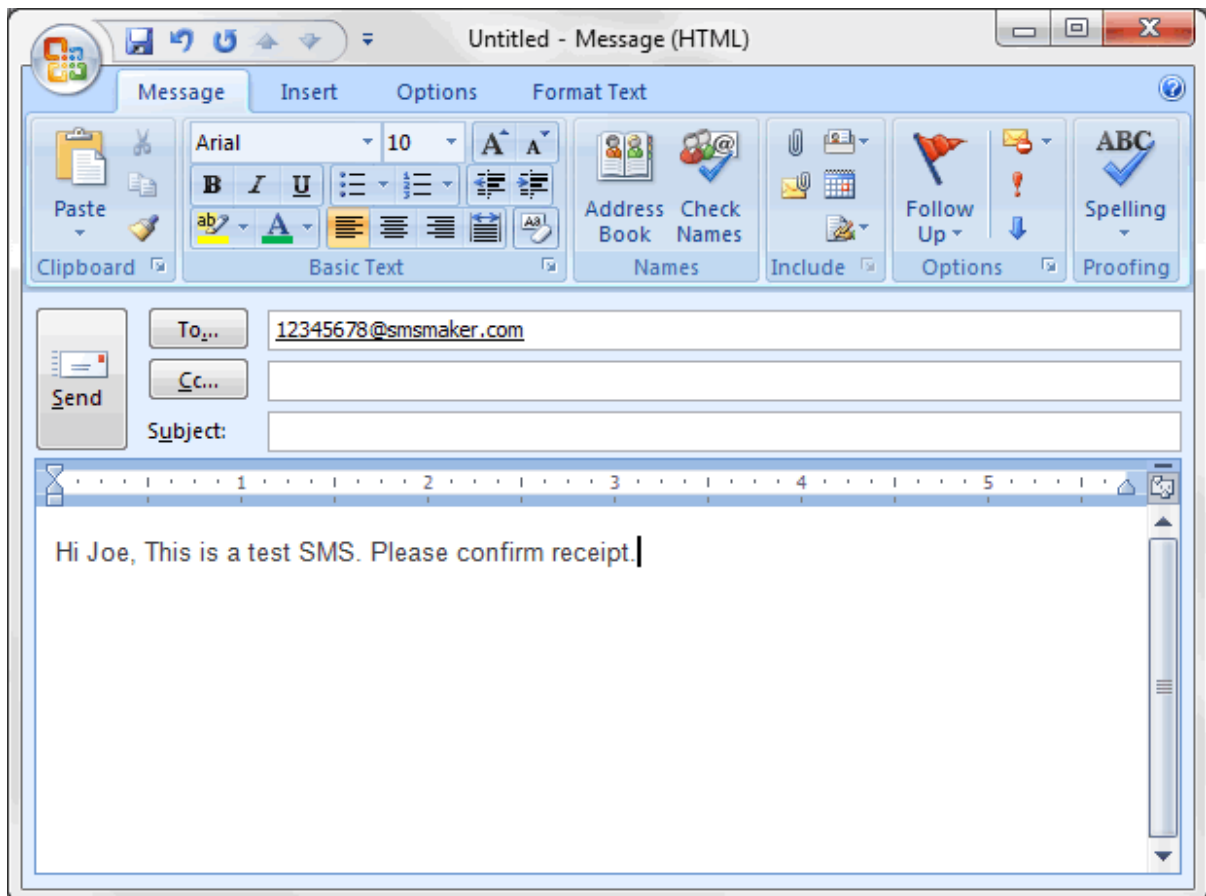 Untitled - Message (HTML)
Message Insert Options Format Text
Paste
Clipboard
Arial 10 A A
B I U
ab A Aa
Basic Text
Address Book
Check Names
Names
Include
Follow Up
Options
ABC
Spelling
Proofing
Send
To... 12345678@smsmaker.com
Cc...
Subject:
1 2 3 4 5
Hi Joe, This is a test SMS. Please confirm receipt.